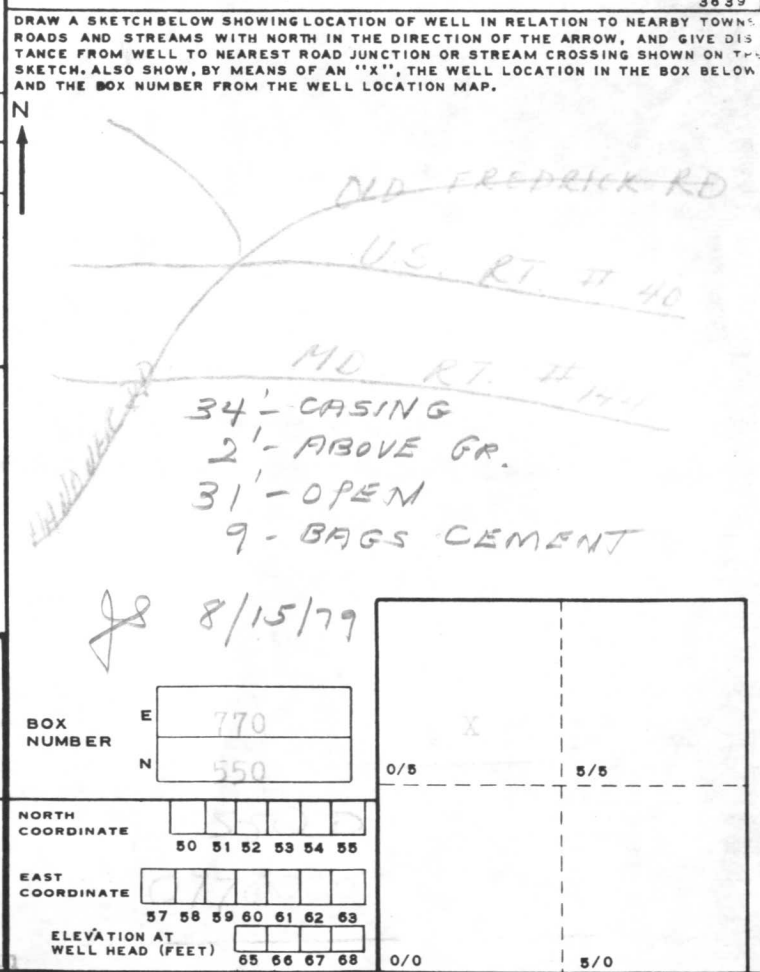 3639
DRAW A SKETCH BELOW SHOWING LOCATION OF WELL IN RELATION TO NEARBY TOWNS
ROADS AND STREAMS WITH NORTH IN THE DIRECTION OF THE ARROW, AND GIVE DIS
TANCE FROM WELL TO NEAREST ROAD JUNCTION OR STREAM CROSSING SHOWN ON THE
SKETCH. ALSO SHOW, BY MEANS OF AN "X", THE WELL LOCATION IN THE BOX BELOW
AND THE BOX NUMBER FROM THE WELL LOCATION MAP.
N
OLD FREDRICK RD
U.S. RT. # 40
MD RT. # 144
HANOVER RD
34' - CASING
2' - ABOVE GR.
31' - OPEN
9 - BAGS CEMENT
JS 8/15/79
BOX NUMBER
E 770
N 550
X
0/5 5/5
NORTH COORDINATE
50 51 52 53 54 55
EAST COORDINATE
57 58 59 60 61 62 63
ELEVATION AT
WELL HEAD (FEET)
65 66 67 68
0/0 5/0